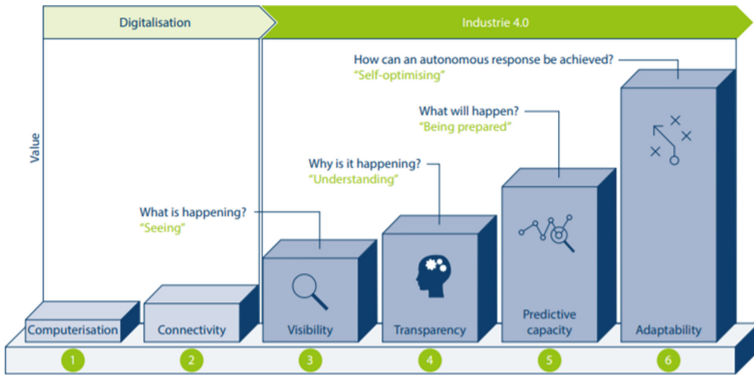 Digitalisation
Industrie 4.0
How can an autonomous response be achieved?
“Self-optimising”
What will happen?
“Being prepared”
Why is it happening?
“Understanding”
What is happening?
“Seeing”
Value
Computerisation
Connectivity
Visibility
Transparency
Predictive
capacity
Adaptability
1
2
3
4
5
6